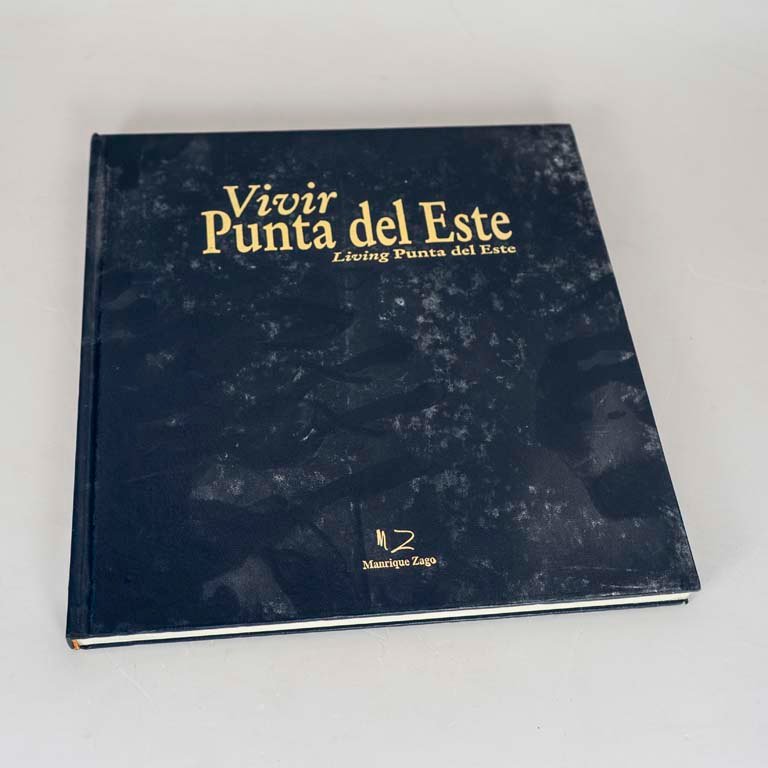 Vivir
Punta del Este
Living Punta del Este
MZ
Manrique Zago